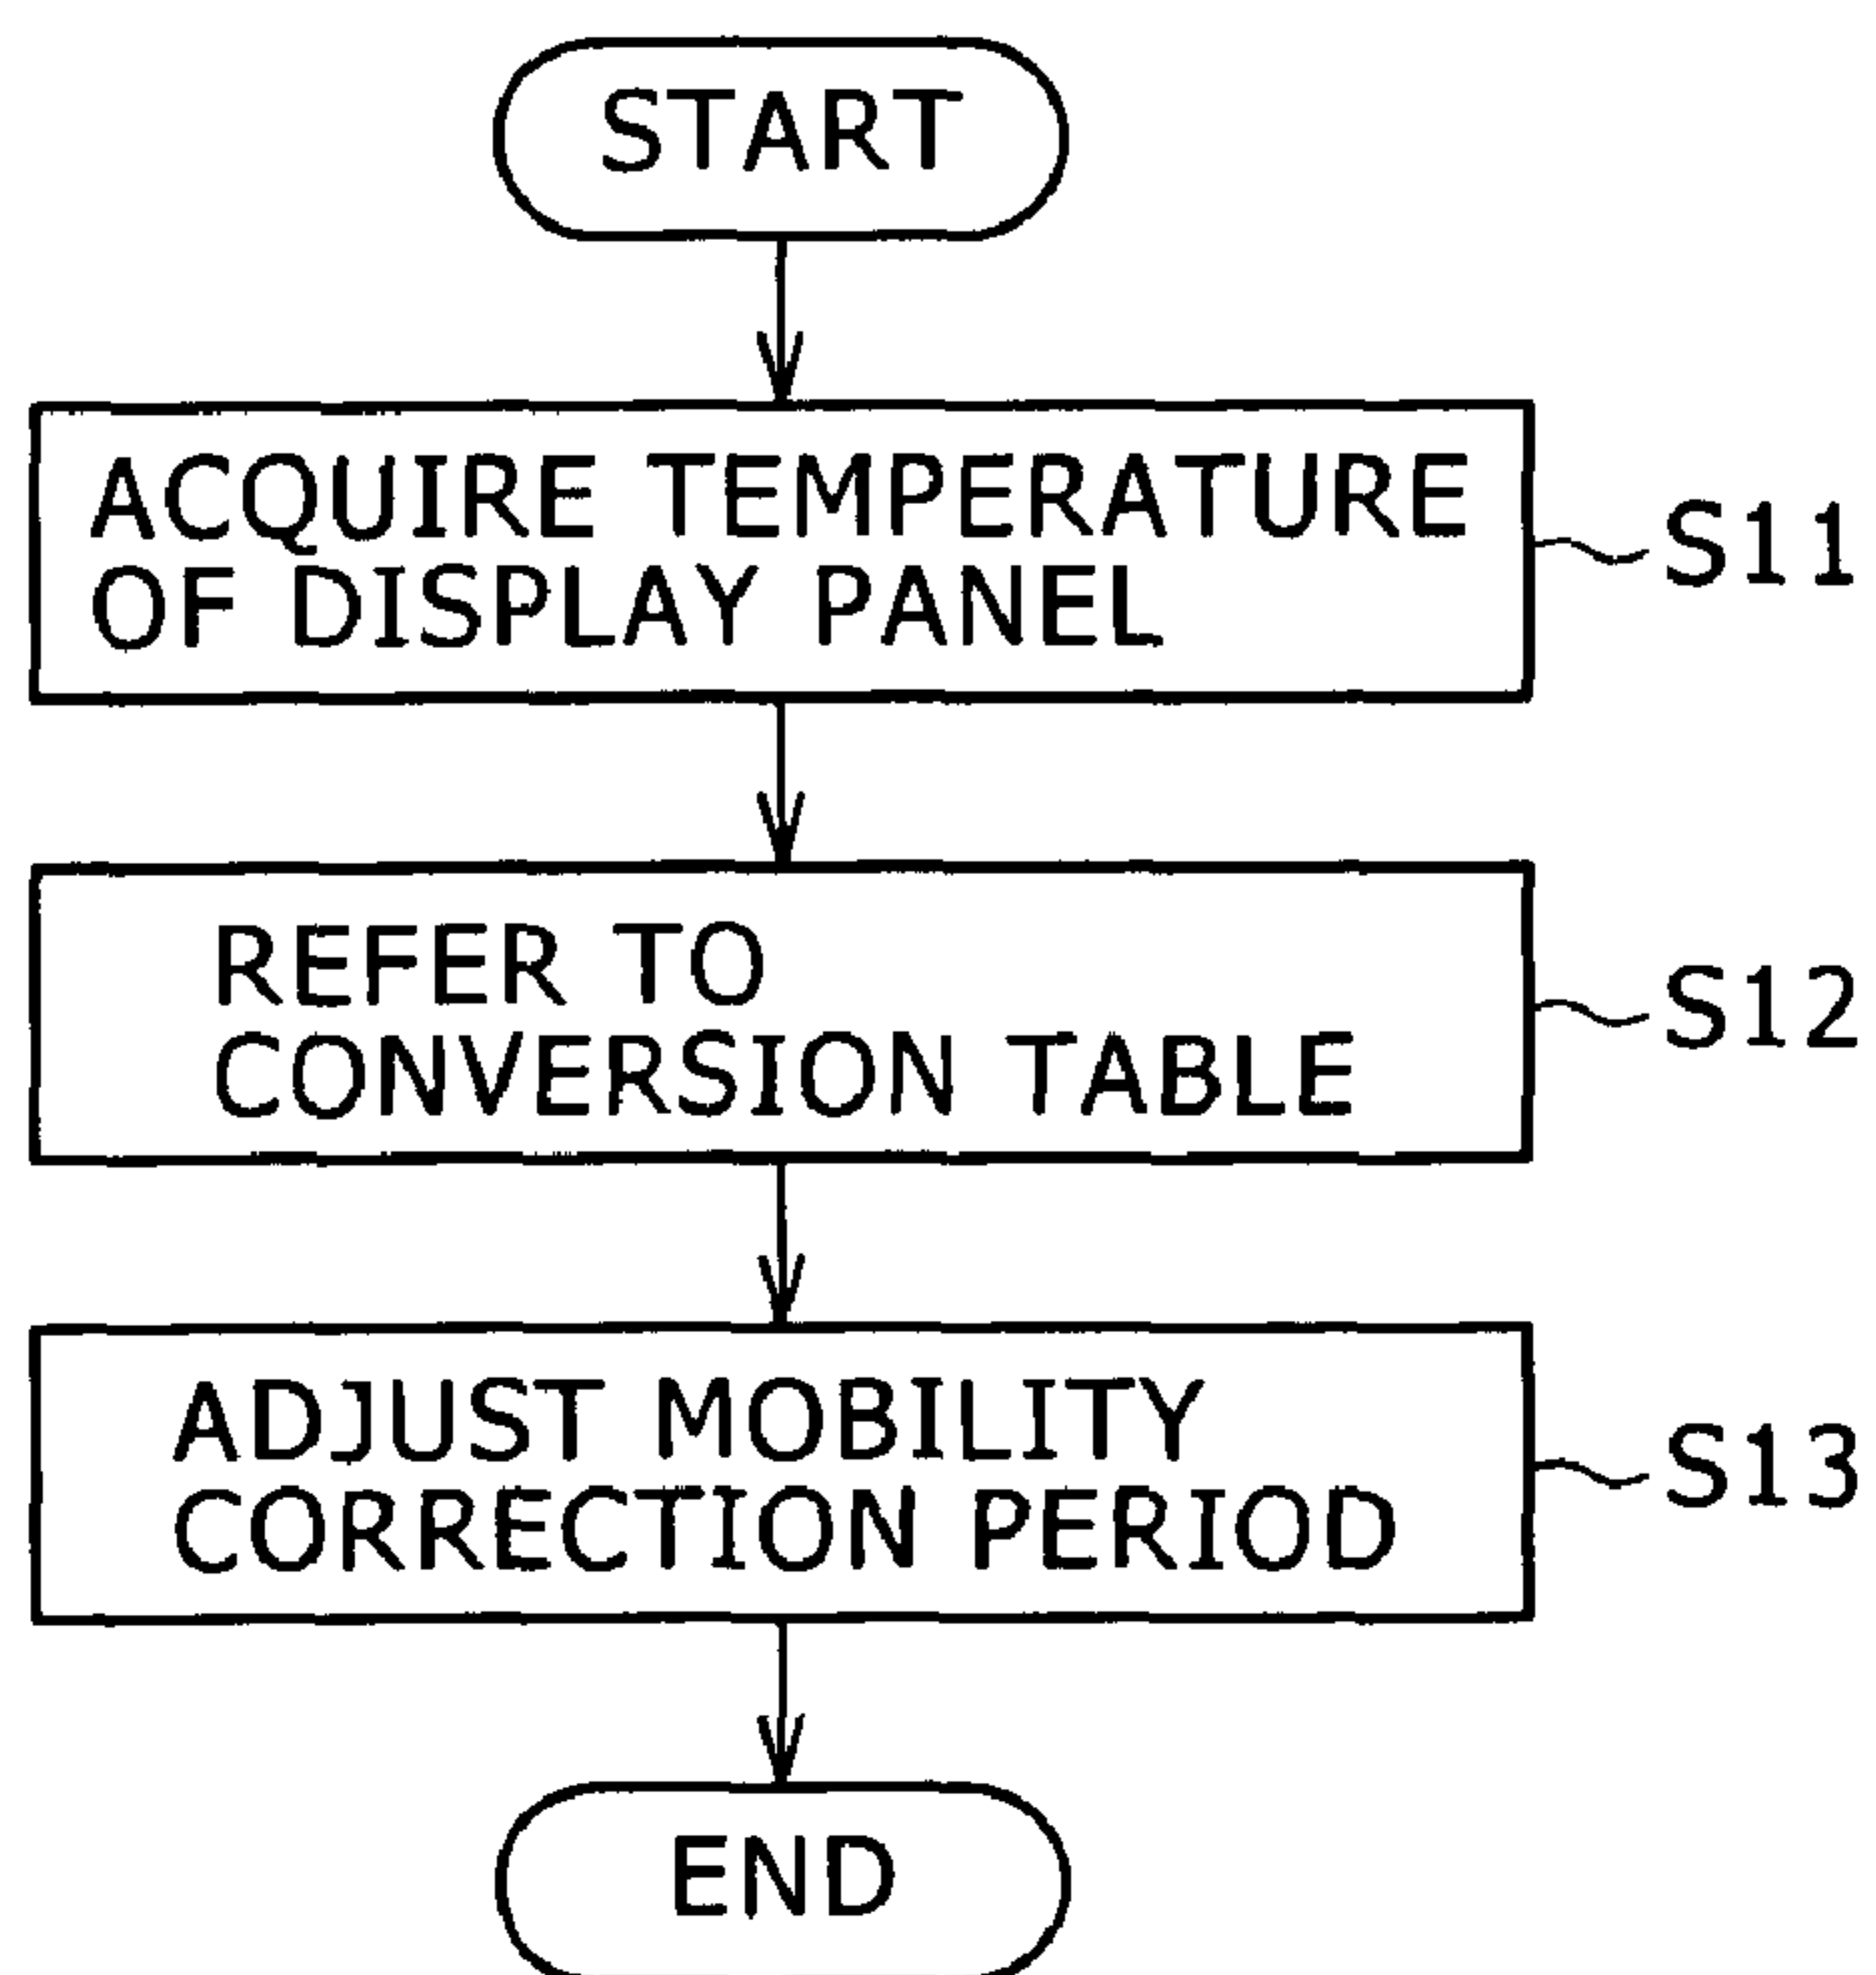 START
ACQUIRE TEMPERATURE
OF DISPLAY PANEL
S11
REFER TO
CONVERSION TABLE
S12
ADJUST MOBILITY
CORRECTION PERIOD
S13
END